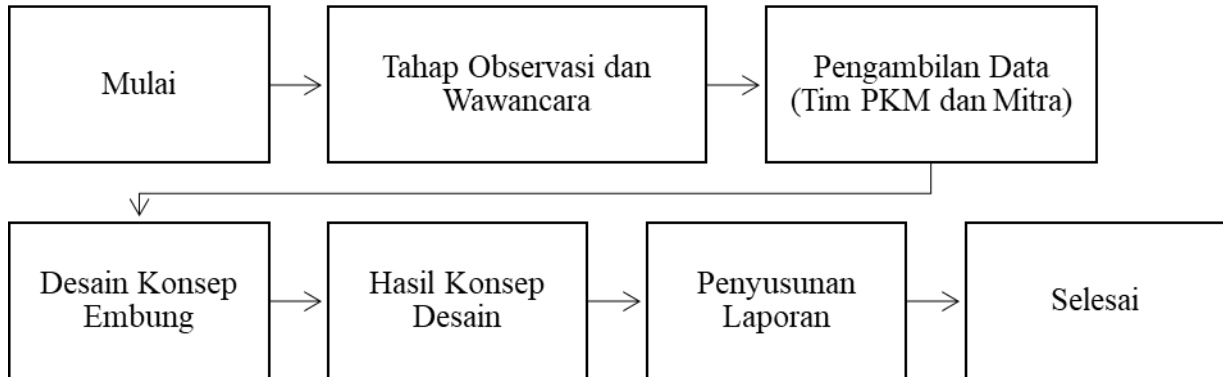 Mulai
Tahap Observasi dan
Wawancara
Pengambilan Data
(Tim PKM dan Mitra)
Desain Konsep
Embung
Hasil Konsep
Desain
Penyusunan
Laporan
Selesai